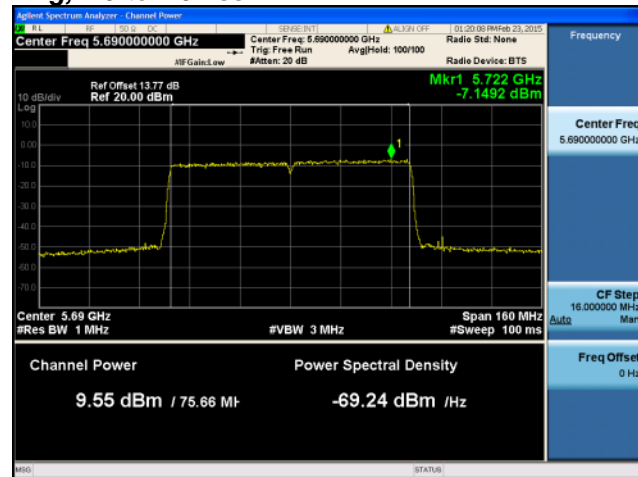 Agilent Spectrum Analyzer - Channel Power
RL RF 50 Ω DC SENSE:INT ALIGN OFF 01:20:08 PM Feb 23, 2015
Center Freq 5.690000000 GHz
#IFGain:Low
Center Freq: 5.690000000 GHz
Trig: Free Run Avg|Hold: 100/100
#Atten: 20 dB
Radio Std: None
Radio Device: BTS
Ref Offset 13.77 dB
10 dB/div Ref 20.00 dBm
Log
Mkr1 5.722 GHz
-7.1492 dBm
10.0
0.00
-10.0
-20.0
-30.0
-40.0
-50.0
-60.0
-70.0
1
Center 5.69 GHz Span 160 MHz
#Res BW 1 MHz #VBW 3 MHz #Sweep 100 ms
Channel Power Power Spectral Density
9.55 dBm / 75.66 MH -69.24 dBm /Hz
MSG STATUS
Frequency
Center Freq
5.690000000 GHz
CF Step
16.000000 MHz
Auto Man
Freq Offset
0 Hz